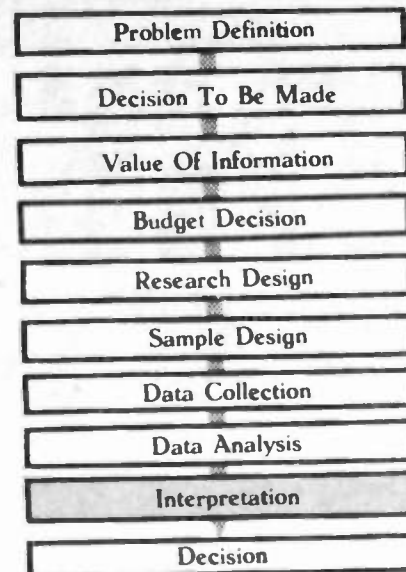 Problem Definition
Decision To Be Made
Value Of Information
Budget Decision
Research Design
Sample Design
Data Collection
Data Analysis
Interpretation
Decision